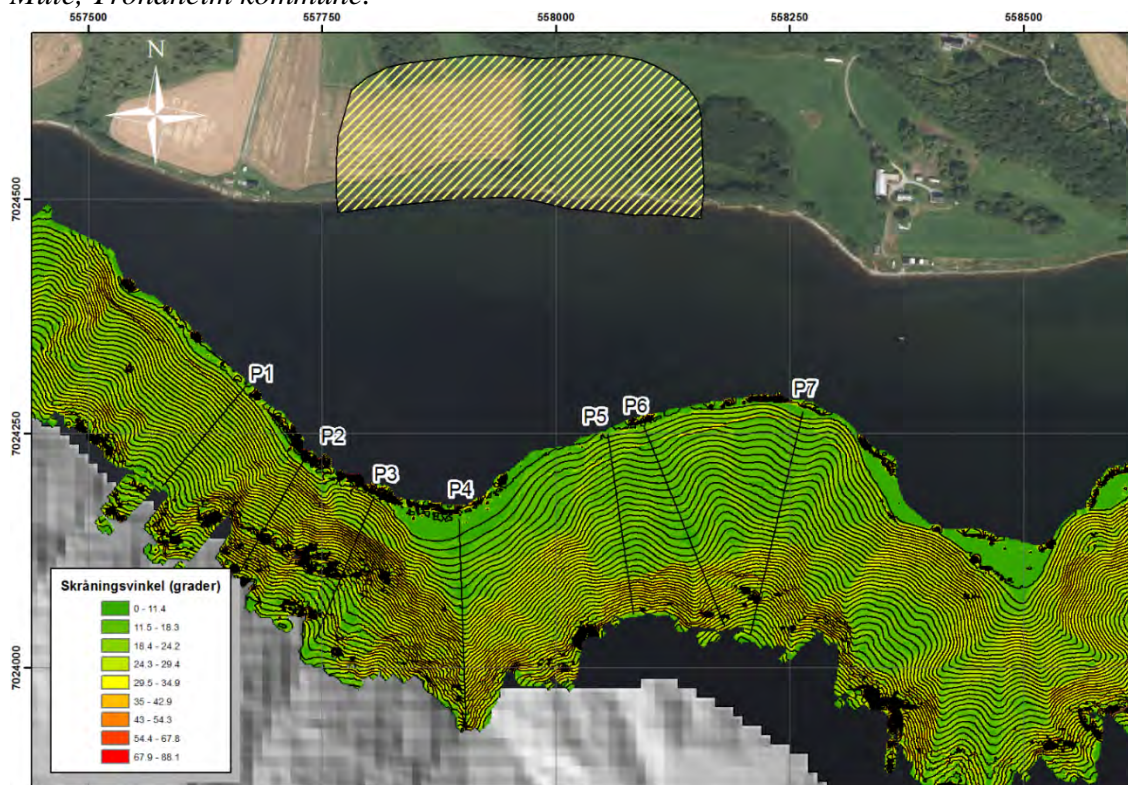 Mule, Trondheim kommune.
557500 557750 558000 558250 558500
N
7024500
P1
P7
P6
P5
7024250
P2
P3
P4
Skråningsvinkel (grader)
0 - 11.4
11.5 - 18.3
18.4 - 24.2
24.3 - 29.4
29.5 - 34.9
35 - 42.9
43 - 54.3
54.4 - 67.8
67.9 - 88.1
7024000